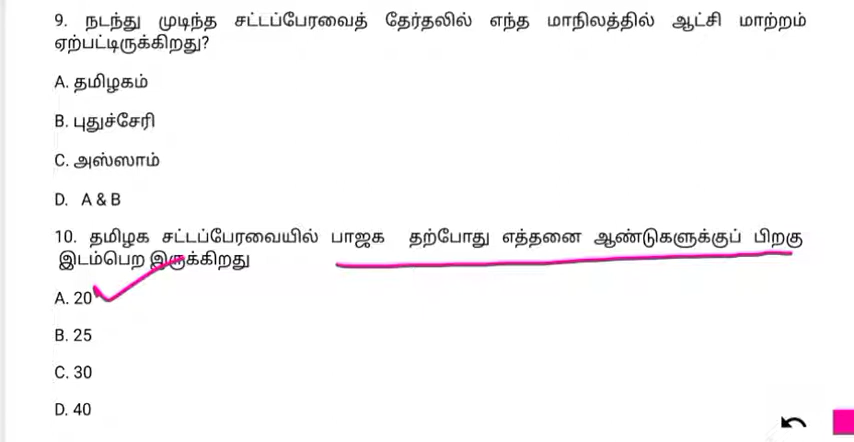 9. நடந்து முடிந்த சட்டப்பேரவைத் தேர்தலில் எந்த மாநிலத்தில் ஆட்சி மாற்றம்
ஏற்பட்டிருக்கிறது?
A. தமிழகம்
B. புதுச்சேரி
C. அஸ்ஸாம்
D. A & B
10. தமிழக சட்டப்பேரவையில் பாஜக தற்போது எத்தனை ஆண்டுகளுக்குப் பிறகு
இடம்பெற இருக்கிறது
A. 20
B. 25
C. 30
D. 40